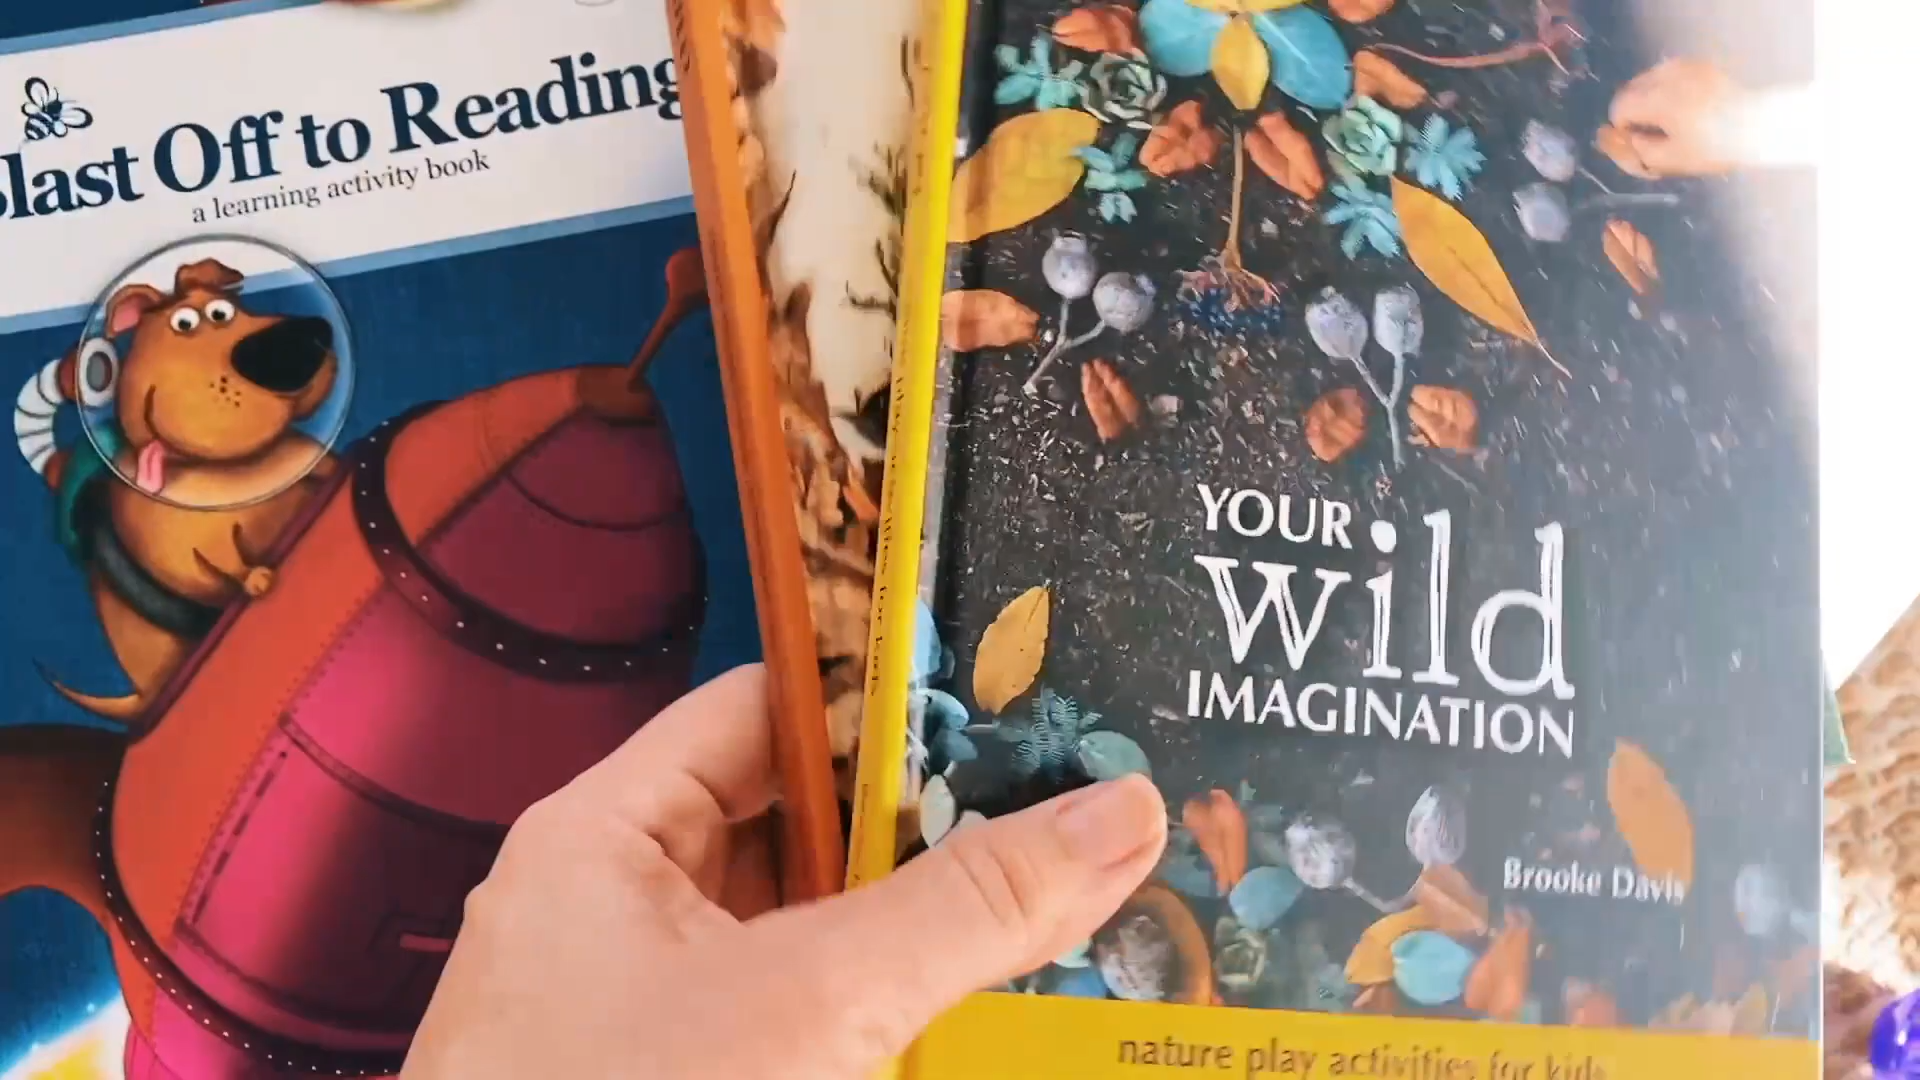 Blast Off to Reading
a learning activity book
YOUR
wild
IMAGINATION
Brooke Davis
nature play activities for kids